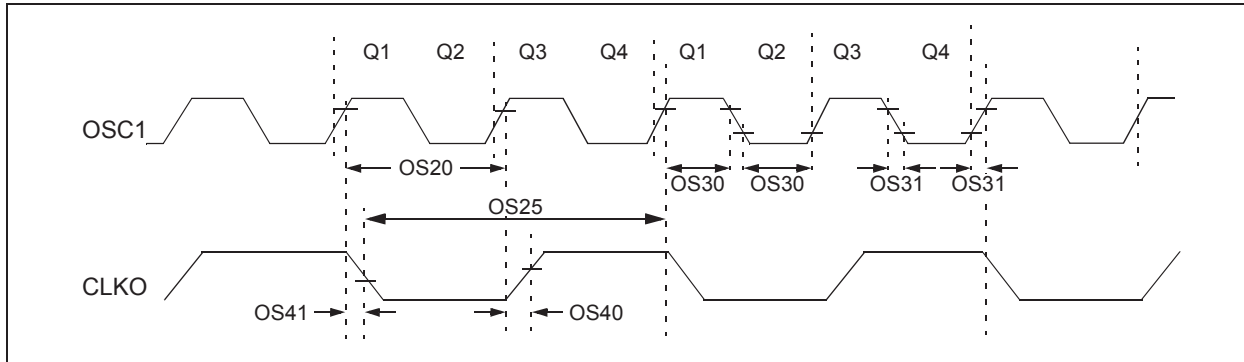 Q1 Q2 Q3 Q4 Q1 Q2 Q3 Q4
OSC1
OS20 OS30 OS30 OS31 OS31
OS25
CLKO
OS41 OS40